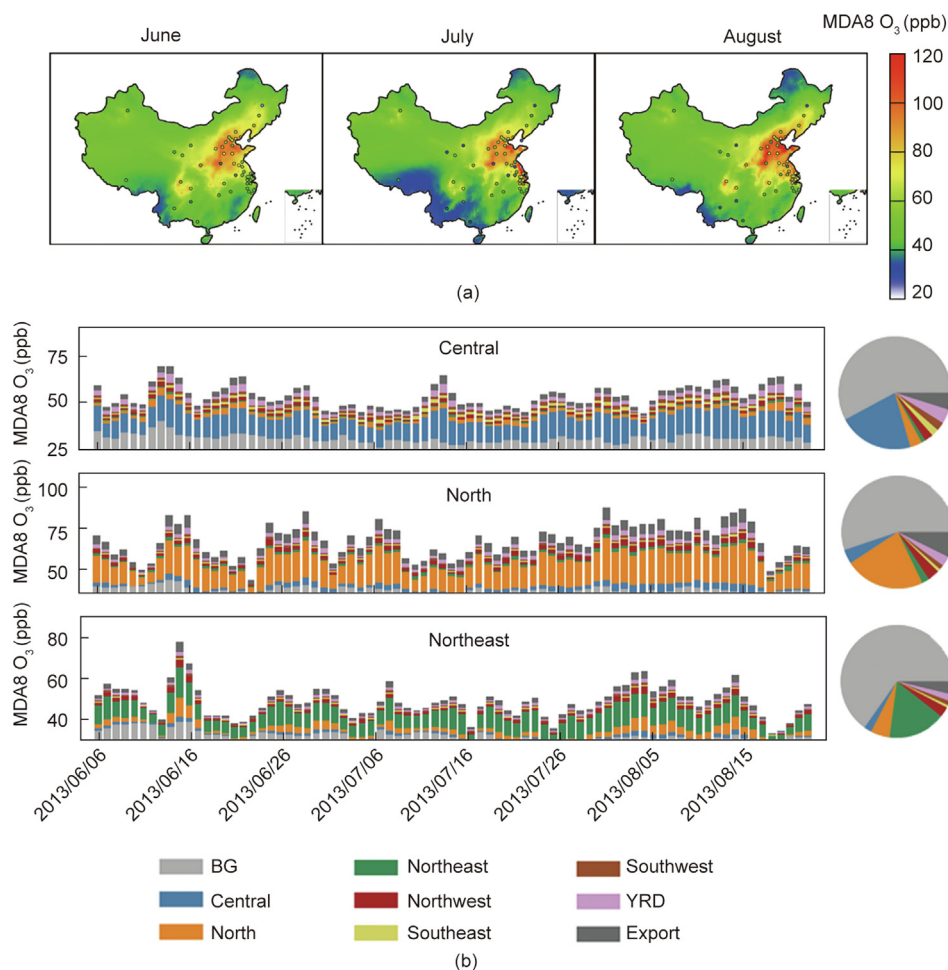 MDA8 O3 (ppb)
June
July
August
120
100
80
60
40
20
(a)
MDA8 O3 (ppb)
75
50
25
Central
MDA8 O3 (ppb)
100
75
50
North
MDA8 O3 (ppb)
80
60
40
Northeast
2013/06/06
2013/06/16
2013/06/26
2013/07/06
2013/07/16
2013/07/26
2013/08/05
2013/08/15
BG
Northeast
Southwest
Central
Northwest
YRD
North
Southeast
Export
(b)